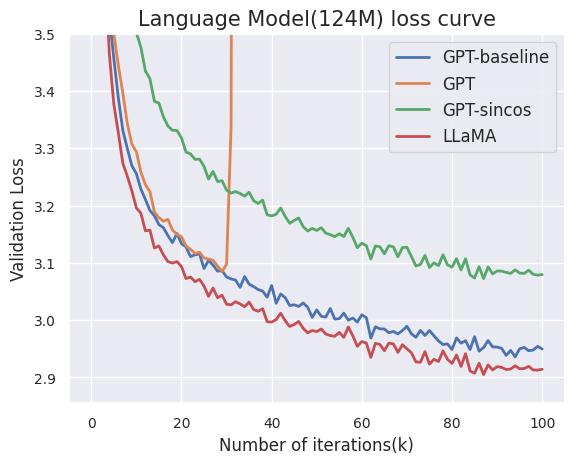 Language Model(124M) loss curve
3.5
3.4
3.3
3.2
3.1
3.0
2.9
Validation Loss
GPT-baseline
GPT
GPT-sincos
LLaMA
0 20 40 60 80 100
Number of iterations(k)